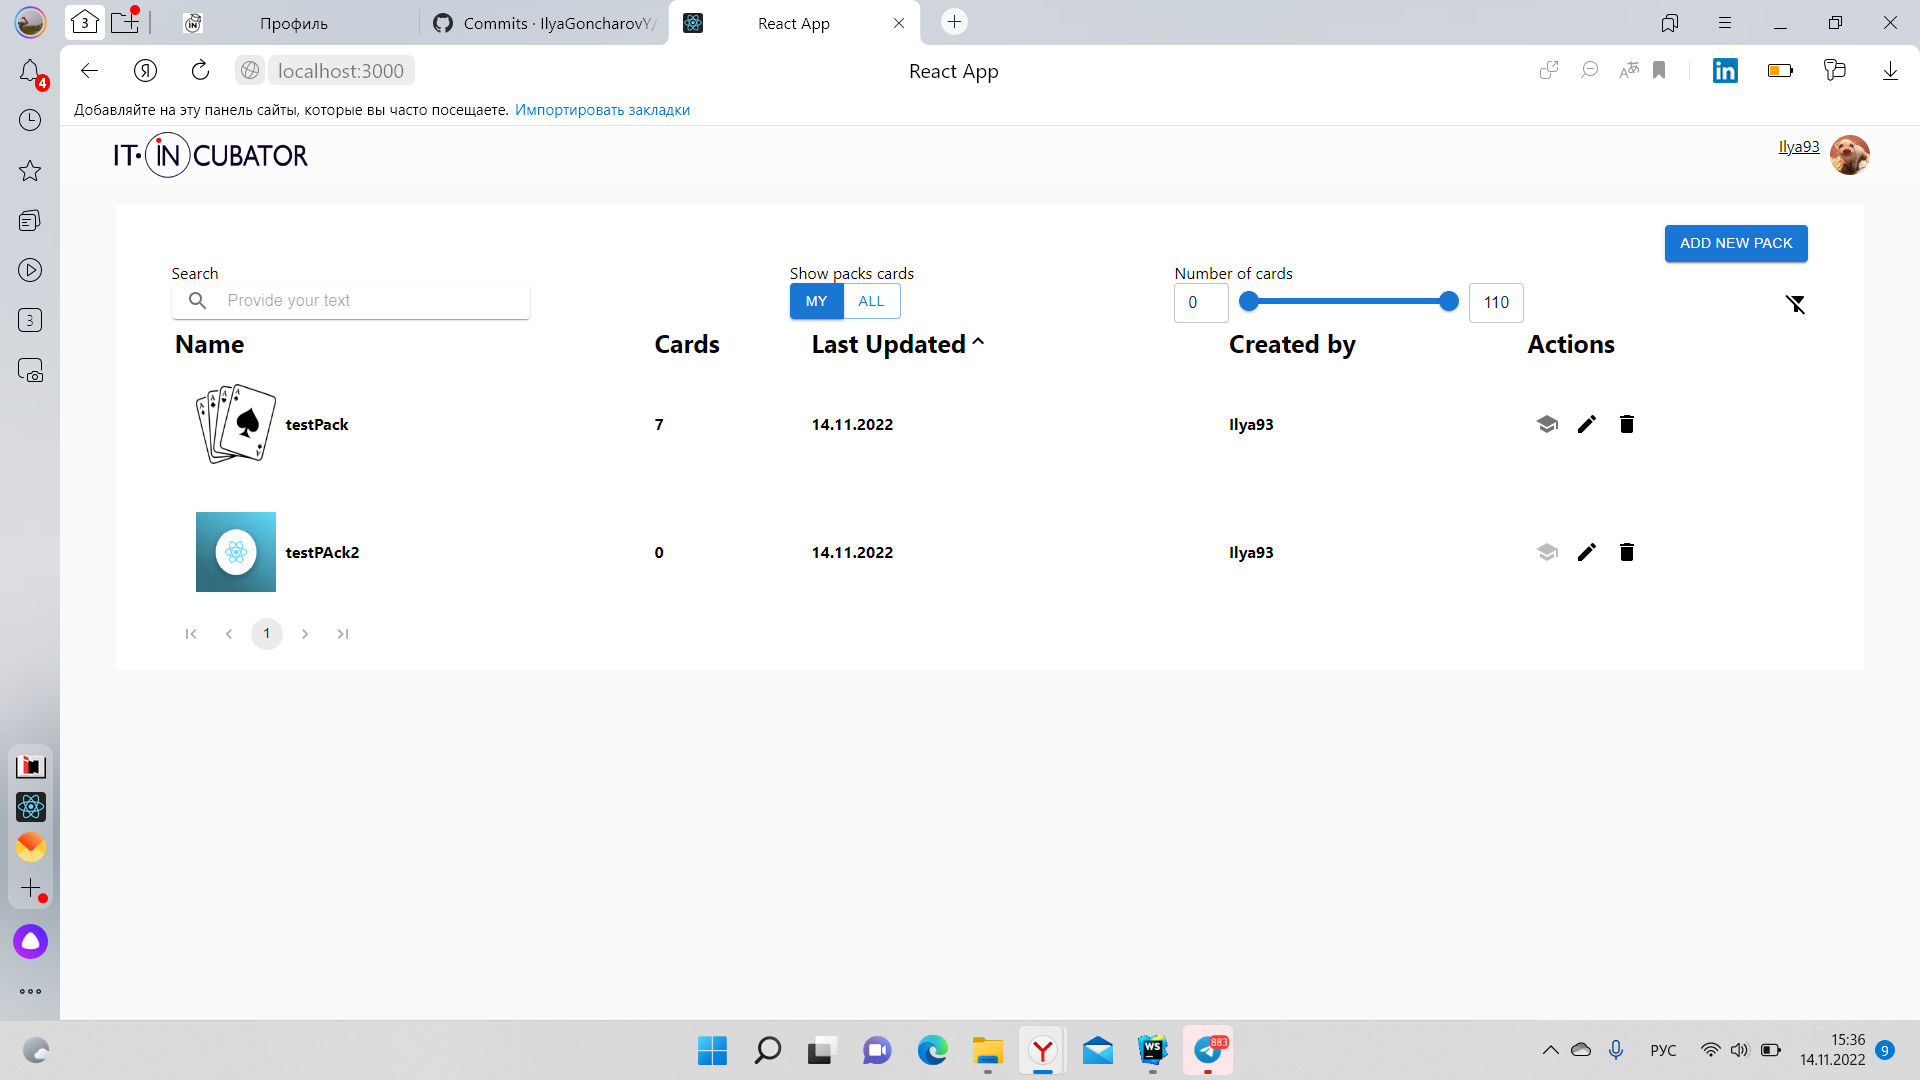 3
Профиль
Commits · IlyaGoncharovY/
React App
4
localhost:3000
React App
Добавляйте на эту панель сайты, которые вы часто посещаете. Импортировать закладки
IT·INCUBATOR
Ilya93
ADD NEW PACK
Search
Show packs cards
Number of cards
Provide your text
MY
ALL
0
110
Name
Cards
Last Updated
Created by
Actions
testPack
7
14.11.2022
Ilya93
testPAck2
0
14.11.2022
Ilya93
1
3
WS
883
РУС
15:36
14.11.2022
9